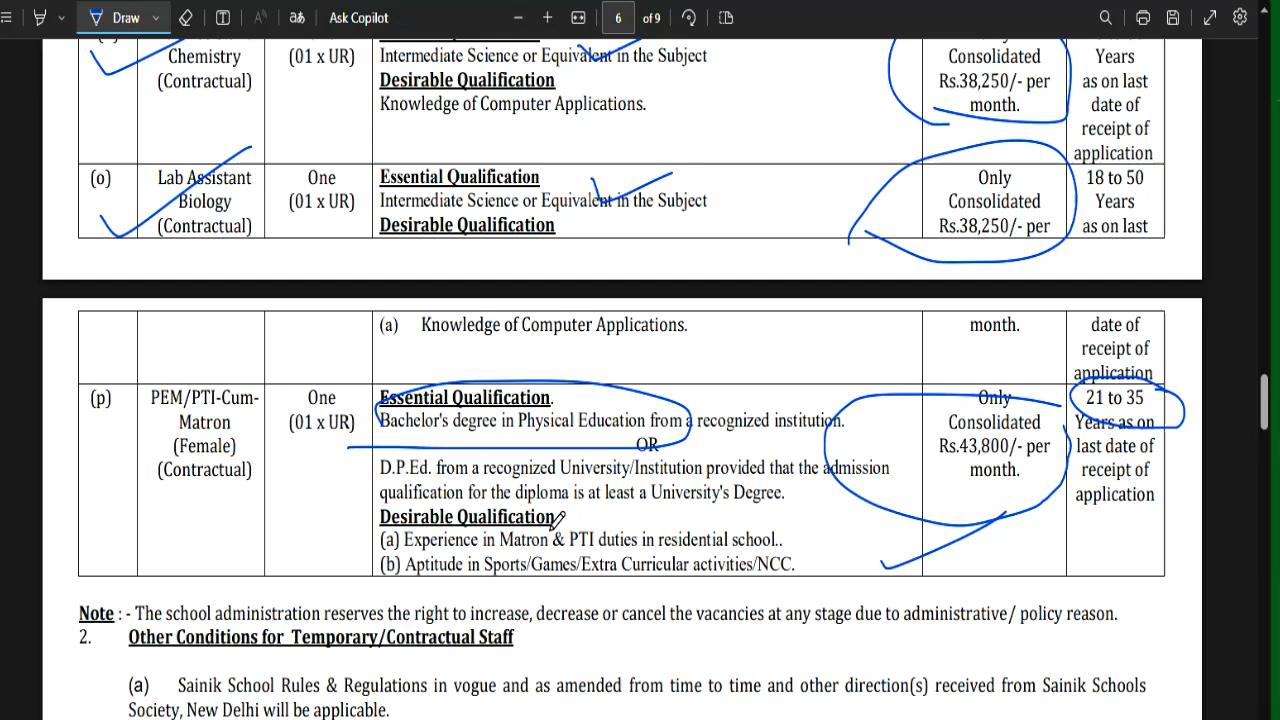 Draw
Ask Copilot
6 of 9
Chemistry (01 x UR) Intermediate Science or Equivalent in the Subject Consolidated Years
(Contractual) Desirable Qualification Rs.38,250/- per as on last
Knowledge of Computer Applications. month. date of
receipt of
application
(o) Lab Assistant One Essential Qualification Only 18 to 50
Biology (01 x UR) Intermediate Science or Equivalent in the Subject Consolidated Years
(Contractual) Desirable Qualification Rs.38,250/- per as on last
(a) Knowledge of Computer Applications. month. date of
receipt of
application
(p) PEM/PTI-Cum- One Essential Qualification. Only 21 to 35
Matron (01 x UR) Bachelor's degree in Physical Education from a recognized institution. Consolidated Years as on
(Female) OR Rs.43,800/- per last date of
(Contractual) D.P.Ed. from a recognized University/Institution provided that the admission month. receipt of
qualification for the diploma is at least a University's Degree. application
Desirable Qualification
(a) Experience in Matron & PTI duties in residential school..
(b) Aptitude in Sports/Games/Extra Curricular activities/NCC.
Note : - The school administration reserves the right to increase, decrease or cancel the vacancies at any stage due to administrative/ policy reason.
2. Other Conditions for Temporary/Contractual Staff
(a) Sainik School Rules & Regulations in vogue and as amended from time to time and other direction(s) received from Sainik Schools
Society, New Delhi will be applicable.